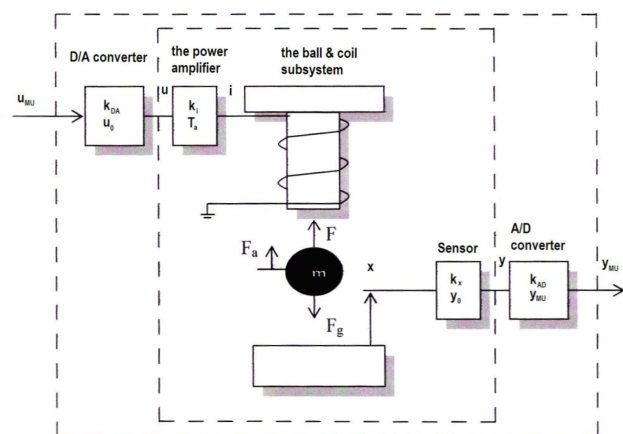 D/A converter
the power
amplifier
the ball & coil
subsystem
u_MU
k_DA
u_0
u
k_i
T_a
i
F
F_a
m
F_g
x
Sensor
k_x
y_0
y
A/D
converter
k_AD
y_MU
y_MU